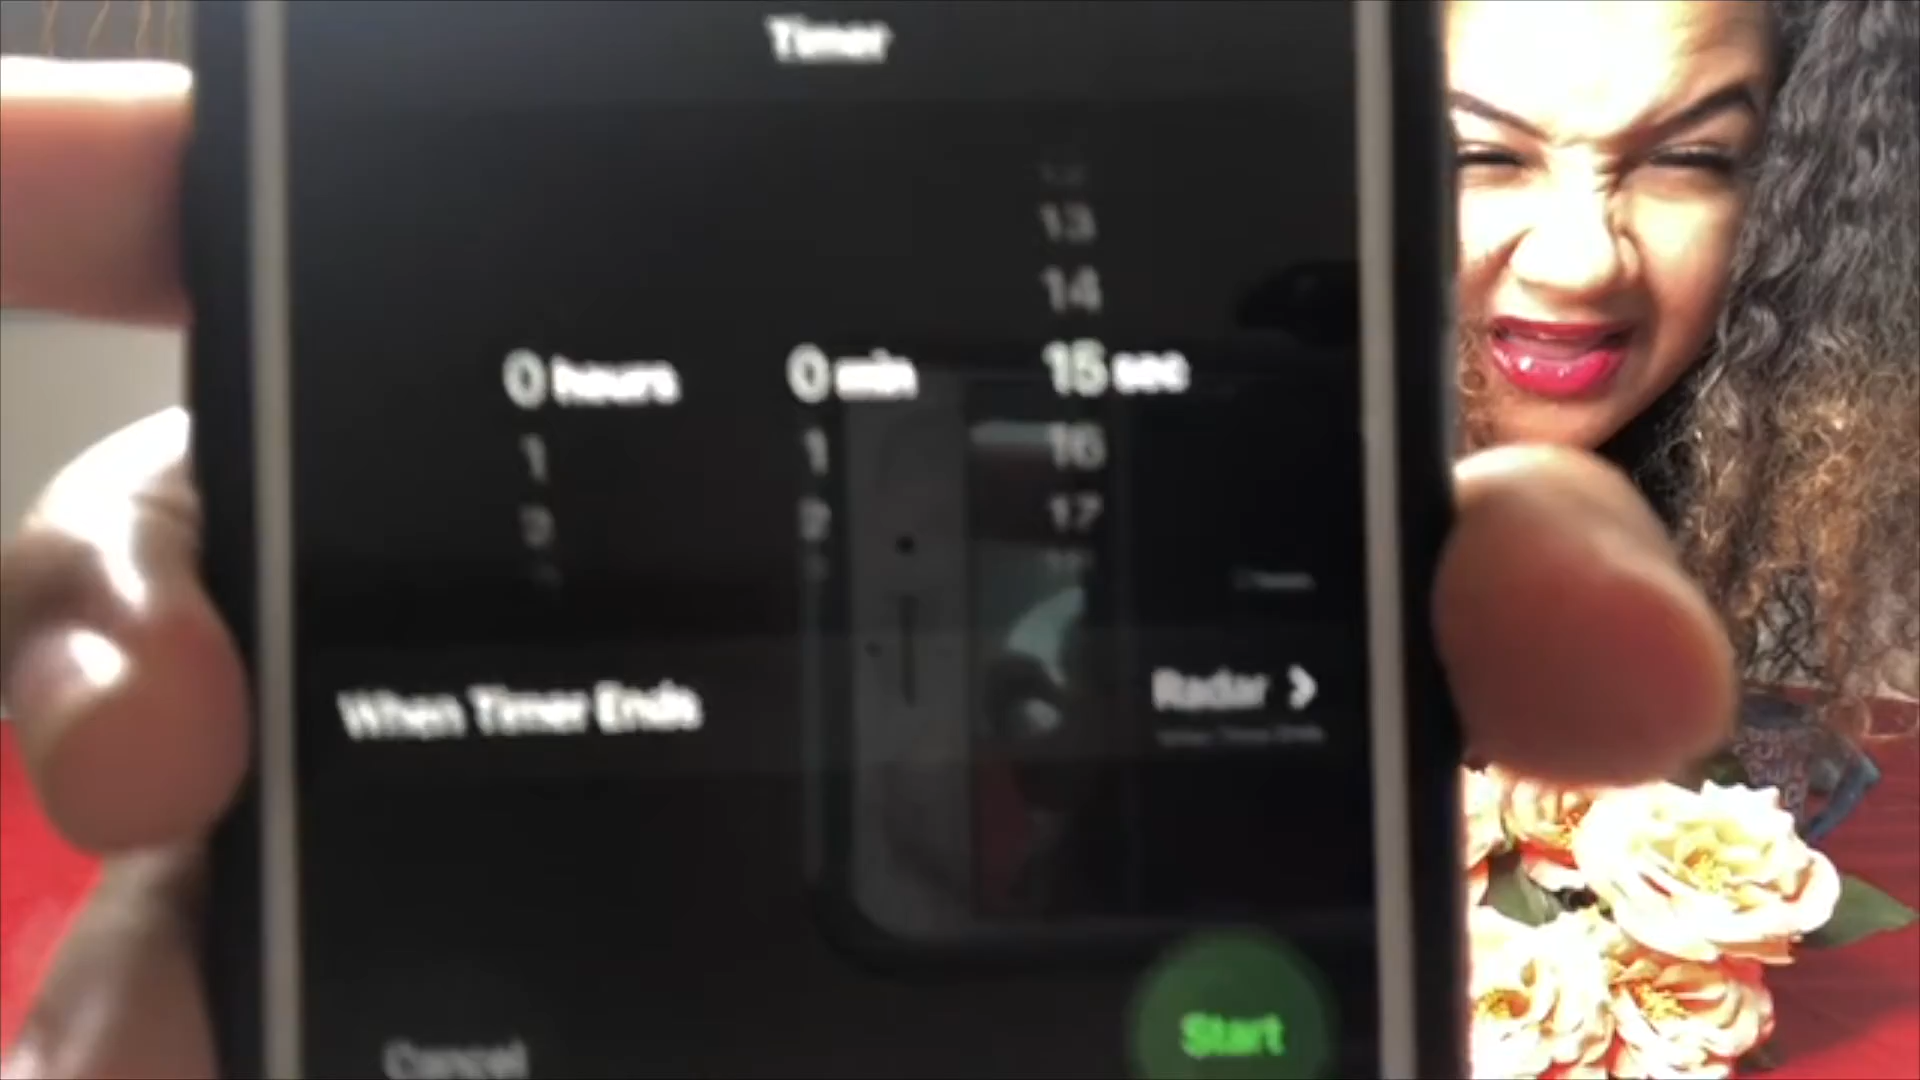 Timer
13
14
0 hours 0 min 15 sec
1 1 16
2 2 17
When Timer Ends Radar >
Cancel Start